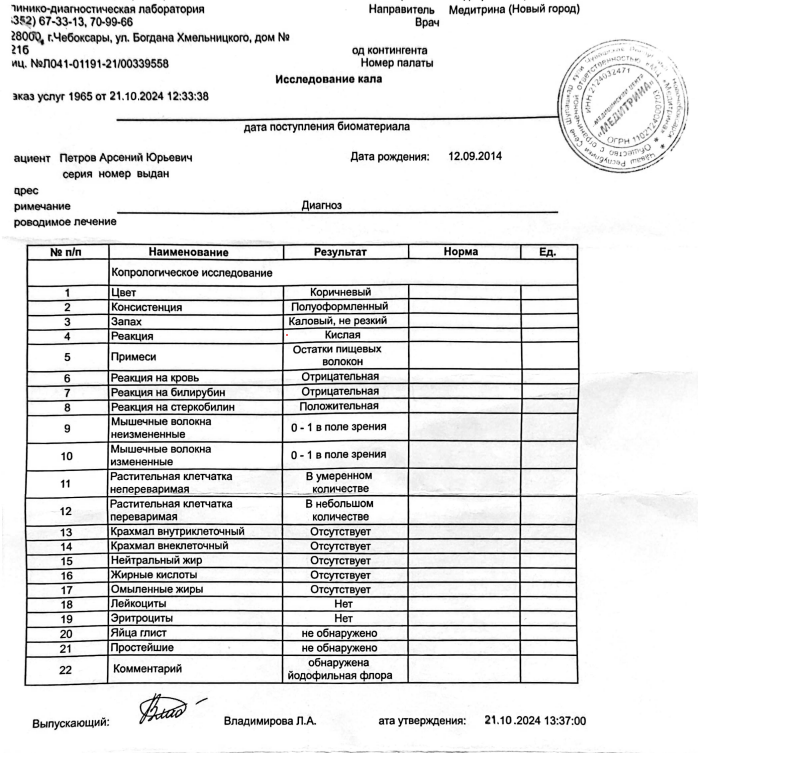 линико-диагностическая лаборатория
352) 67-33-13, 70-99-66
28000, г.Чебоксары, ул. Богдана Хмельницкого, дом №
21б
иц. №Л041-01191-21/00339558
Направитель Медитрина (Новый город)
Врач
од контингента
Номер палаты
Исследование кала
аказ услуг 1965 от 21.10.2024 12:33:38
дата поступления биоматериала
ациент Петров Арсений Юрьевич Дата рождения: 12.09.2014
серия номер выдан
дрес
римечание Диагноз
роводимое лечение
№ п/п Наименование Результат Норма Ед.
Копрологическое исследование
1 Цвет Коричневый
2 Консистенция Полуоформленный
3 Запах Каловый, не резкий
4 Реакция Кислая
5 Примеси Остатки пищевых
волокон
6 Реакция на кровь Отрицательная
7 Реакция на билирубин Отрицательная
8 Реакция на стеркобилин Положительная
9 Мышечные волокна
неизмененные 0 - 1 в поле зрения
10 Мышечные волокна
измененные 0 - 1 в поле зрения
11 Растительная клетчатка
непереваримая В умеренном
количестве
12 Растительная клетчатка
переваримая В небольшом
количестве
13 Крахмал внутриклеточный Отсутствует
14 Крахмал внеклеточный Отсутствует
15 Нейтральный жир Отсутствует
16 Жирные кислоты Отсутствует
17 Омыленные жиры Отсутствует
18 Лейкоциты Нет
19 Эритроциты Нет
20 Яйца глист не обнаружено
21 Простейшие не обнаружено
22 Комментарий обнаружена
йодофильная флора
Выпускающий: Владимирова Л.А. ата утверждения: 21.10.2024 13:37:00
ИНН 2124032471
МЕДИЦИНСКИЙ ЦЕНТР
«МЕДИТРИНА»